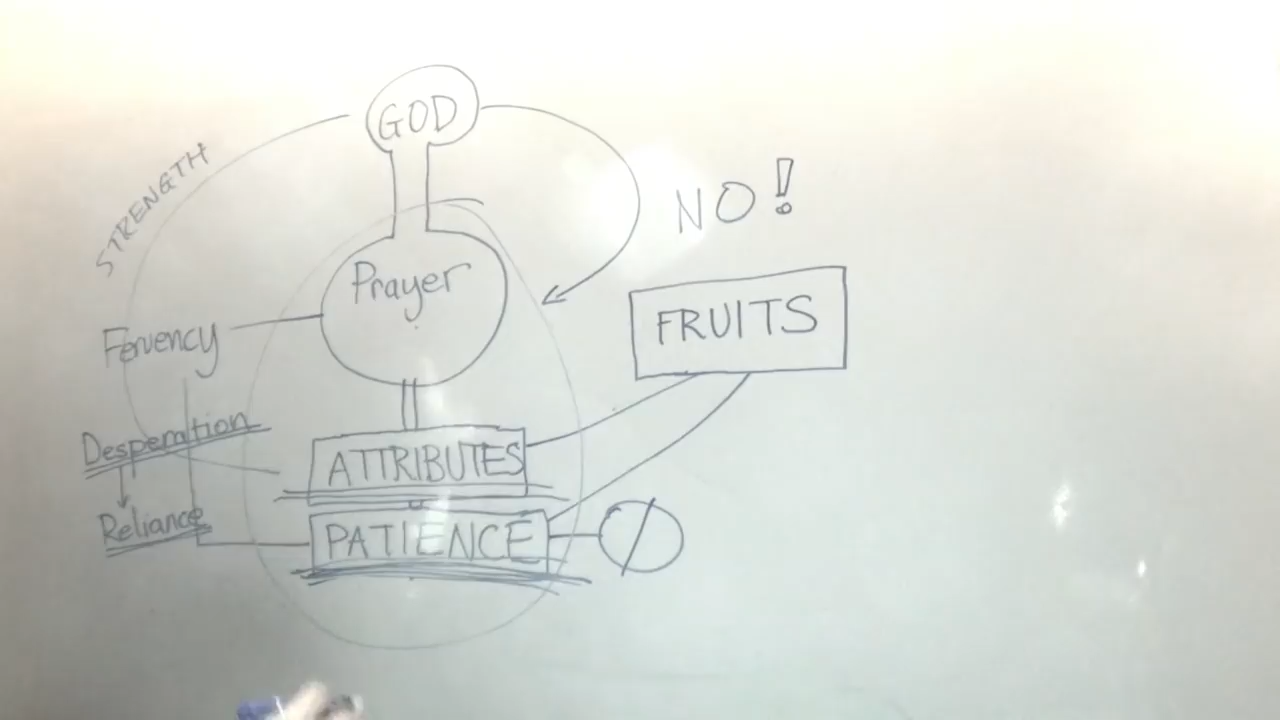 GOD
STRENGTH
NO!
Prayer
FRUITS
Fervency
Desperation
ATTRIBUTES
Reliance
PATIENCE